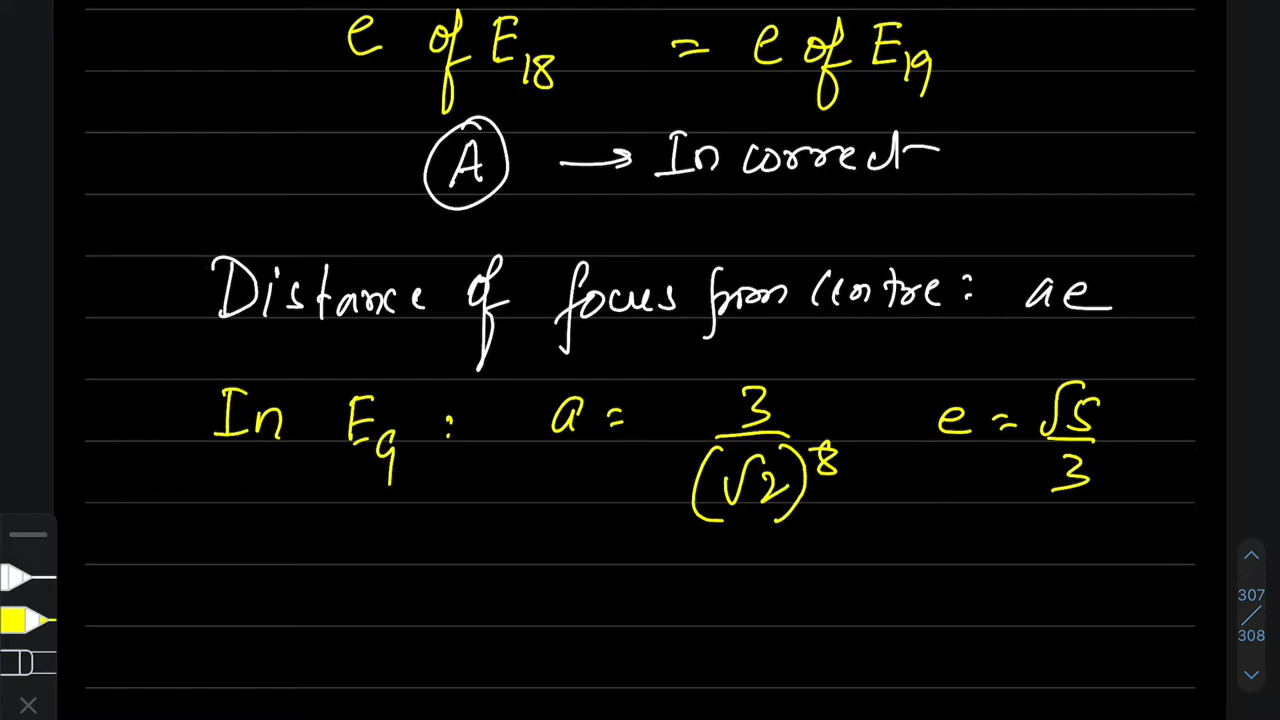 e of E₁₈ = e of E₁₉
Ⓐ → Incorrect
Distance of focus from centre : ae
In E₉ : a = 3/(√2)⁸ e = √5/3
307
/
308